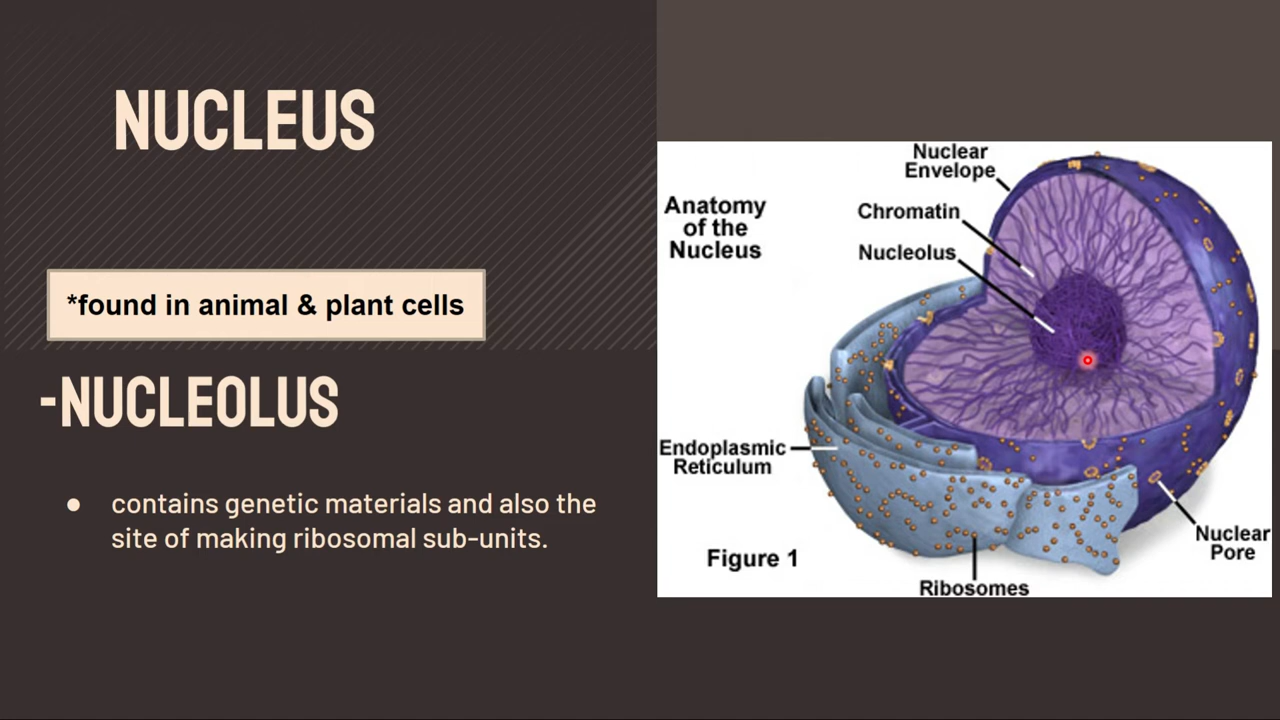 NUCLEUS
*found in animal & plant cells
-NUCLEOLUS
● contains genetic materials and also the
site of making ribosomal sub-units.
Anatomy
of the
Nucleus
Nuclear
Envelope
Chromatin
Nucleolus
Endoplasmic
Reticulum
Nuclear
Pore
Figure 1
Ribosomes